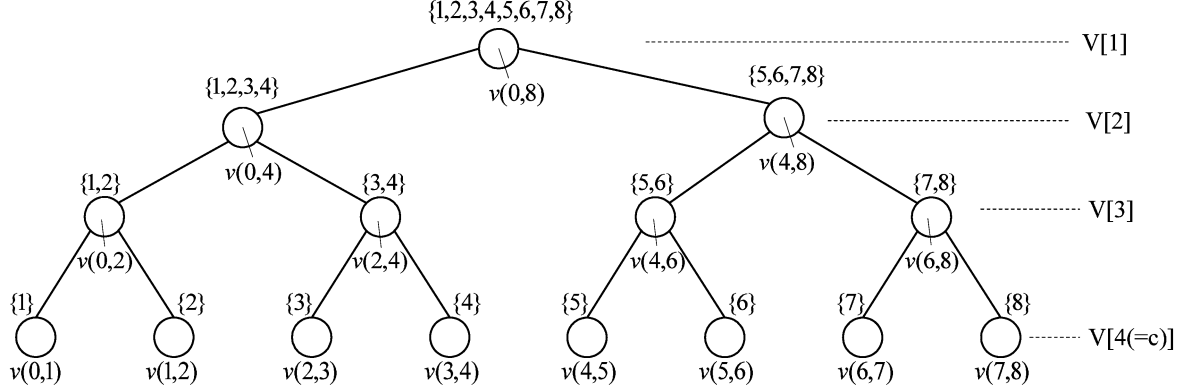 {1,2,3,4,5,6,7,8}
V[1]
v(0,8)
{1,2,3,4}
{5,6,7,8}
V[2]
v(0,4)
v(4,8)
{1,2}
{3,4}
{5,6}
{7,8}
V[3]
v(0,2)
v(2,4)
v(4,6)
v(6,8)
{1}
{2}
{3}
{4}
{5}
{6}
{7}
{8}
V[4(=c)]
v(0,1)
v(1,2)
v(2,3)
v(3,4)
v(4,5)
v(5,6)
v(6,7)
v(7,8)